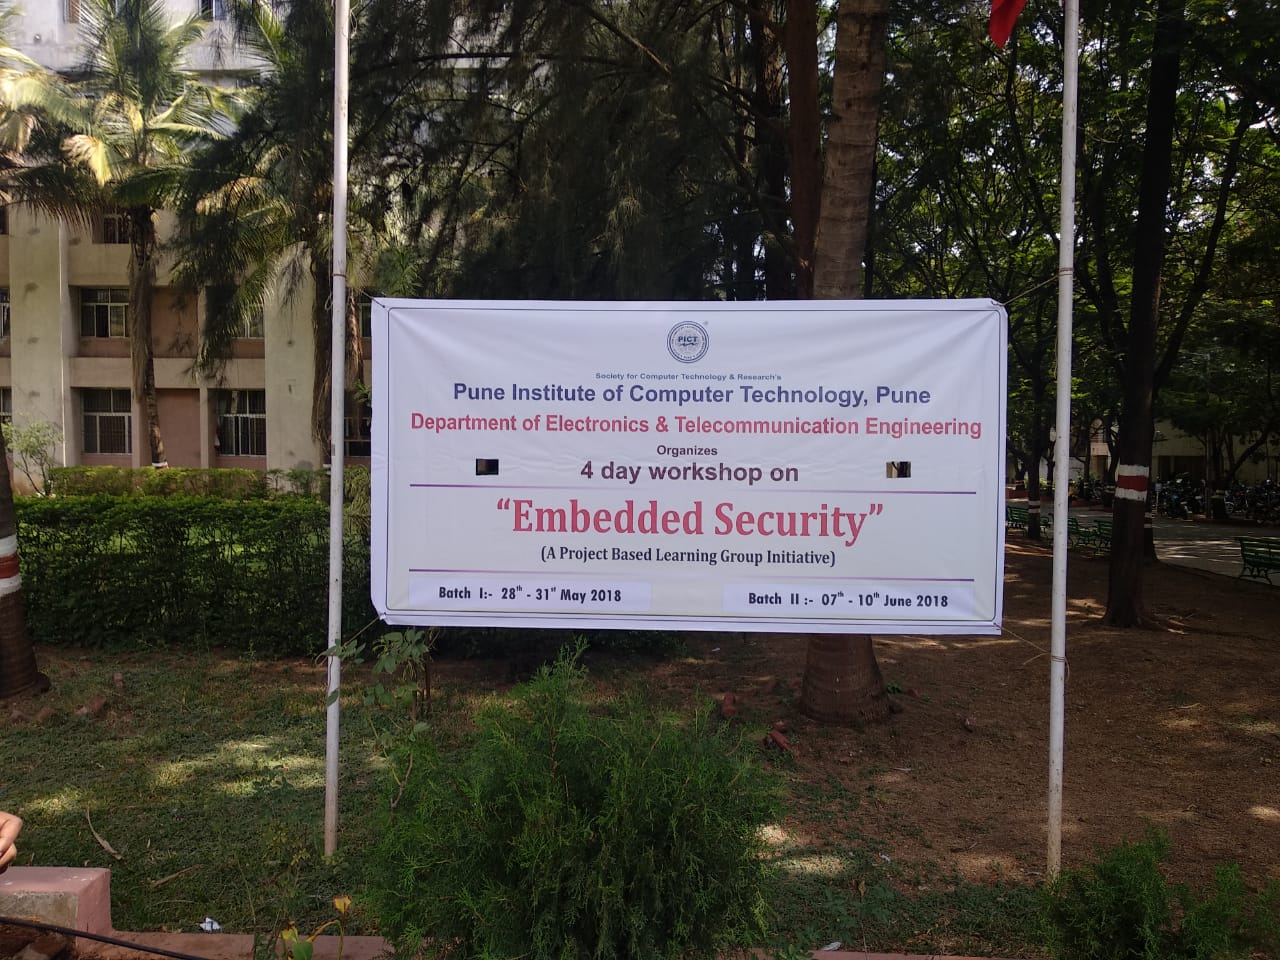 PICT
Society for Computer Technology & Research's
Pune Institute of Computer Technology, Pune
Department of Electronics & Telecommunication Engineering
Organizes
4 day workshop on
“Embedded Security”
(A Project Based Learning Group Initiative)
Batch I:- 28th - 31st May 2018
Batch II :- 07th - 10th June 2018